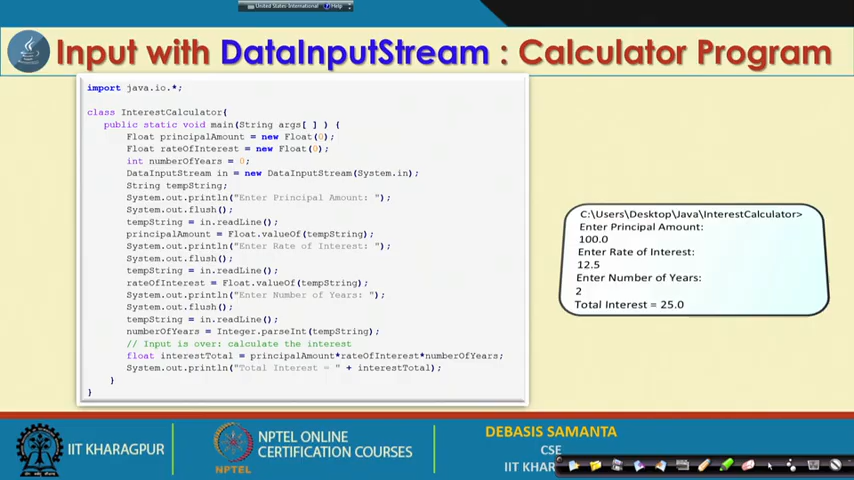 United States-International Help
Input with DataInputStream : Calculator Program
import java.io.*;
class InterestCalculator{
public static void main(String args[ ] ) {
Float principalAmount = new Float(0);
Float rateOfInterest = new Float(0);
int numberOfYears = 0;
DataInputStream in = new DataInputStream(System.in);
String tempString;
System.out.println("Enter Principal Amount: ");
System.out.flush();
tempString = in.readLine();
principalAmount = Float.valueOf(tempString);
System.out.println("Enter Rate of Interest: ");
System.out.flush();
tempString = in.readLine();
rateOfInterest = Float.valueOf(tempString);
System.out.println("Enter Number of Years: ");
System.out.flush();
tempString = in.readLine();
numberOfYears = Integer.parseInt(tempString);
// Input is over: calculate the interest
float interestTotal = principalAmount*rateOfInterest*numberOfYears;
System.out.println("Total Interest = " + interestTotal);
}
}
C:\Users\Desktop\Java\InterestCalculator>
Enter Principal Amount:
100.0
Enter Rate of Interest:
12.5
Enter Number of Years:
2
Total Interest = 25.0
IIT KHARAGPUR
NPTEL
NPTEL ONLINE
CERTIFICATION COURSES
DEBASIS SAMANTA
CSE
IIT KHAR